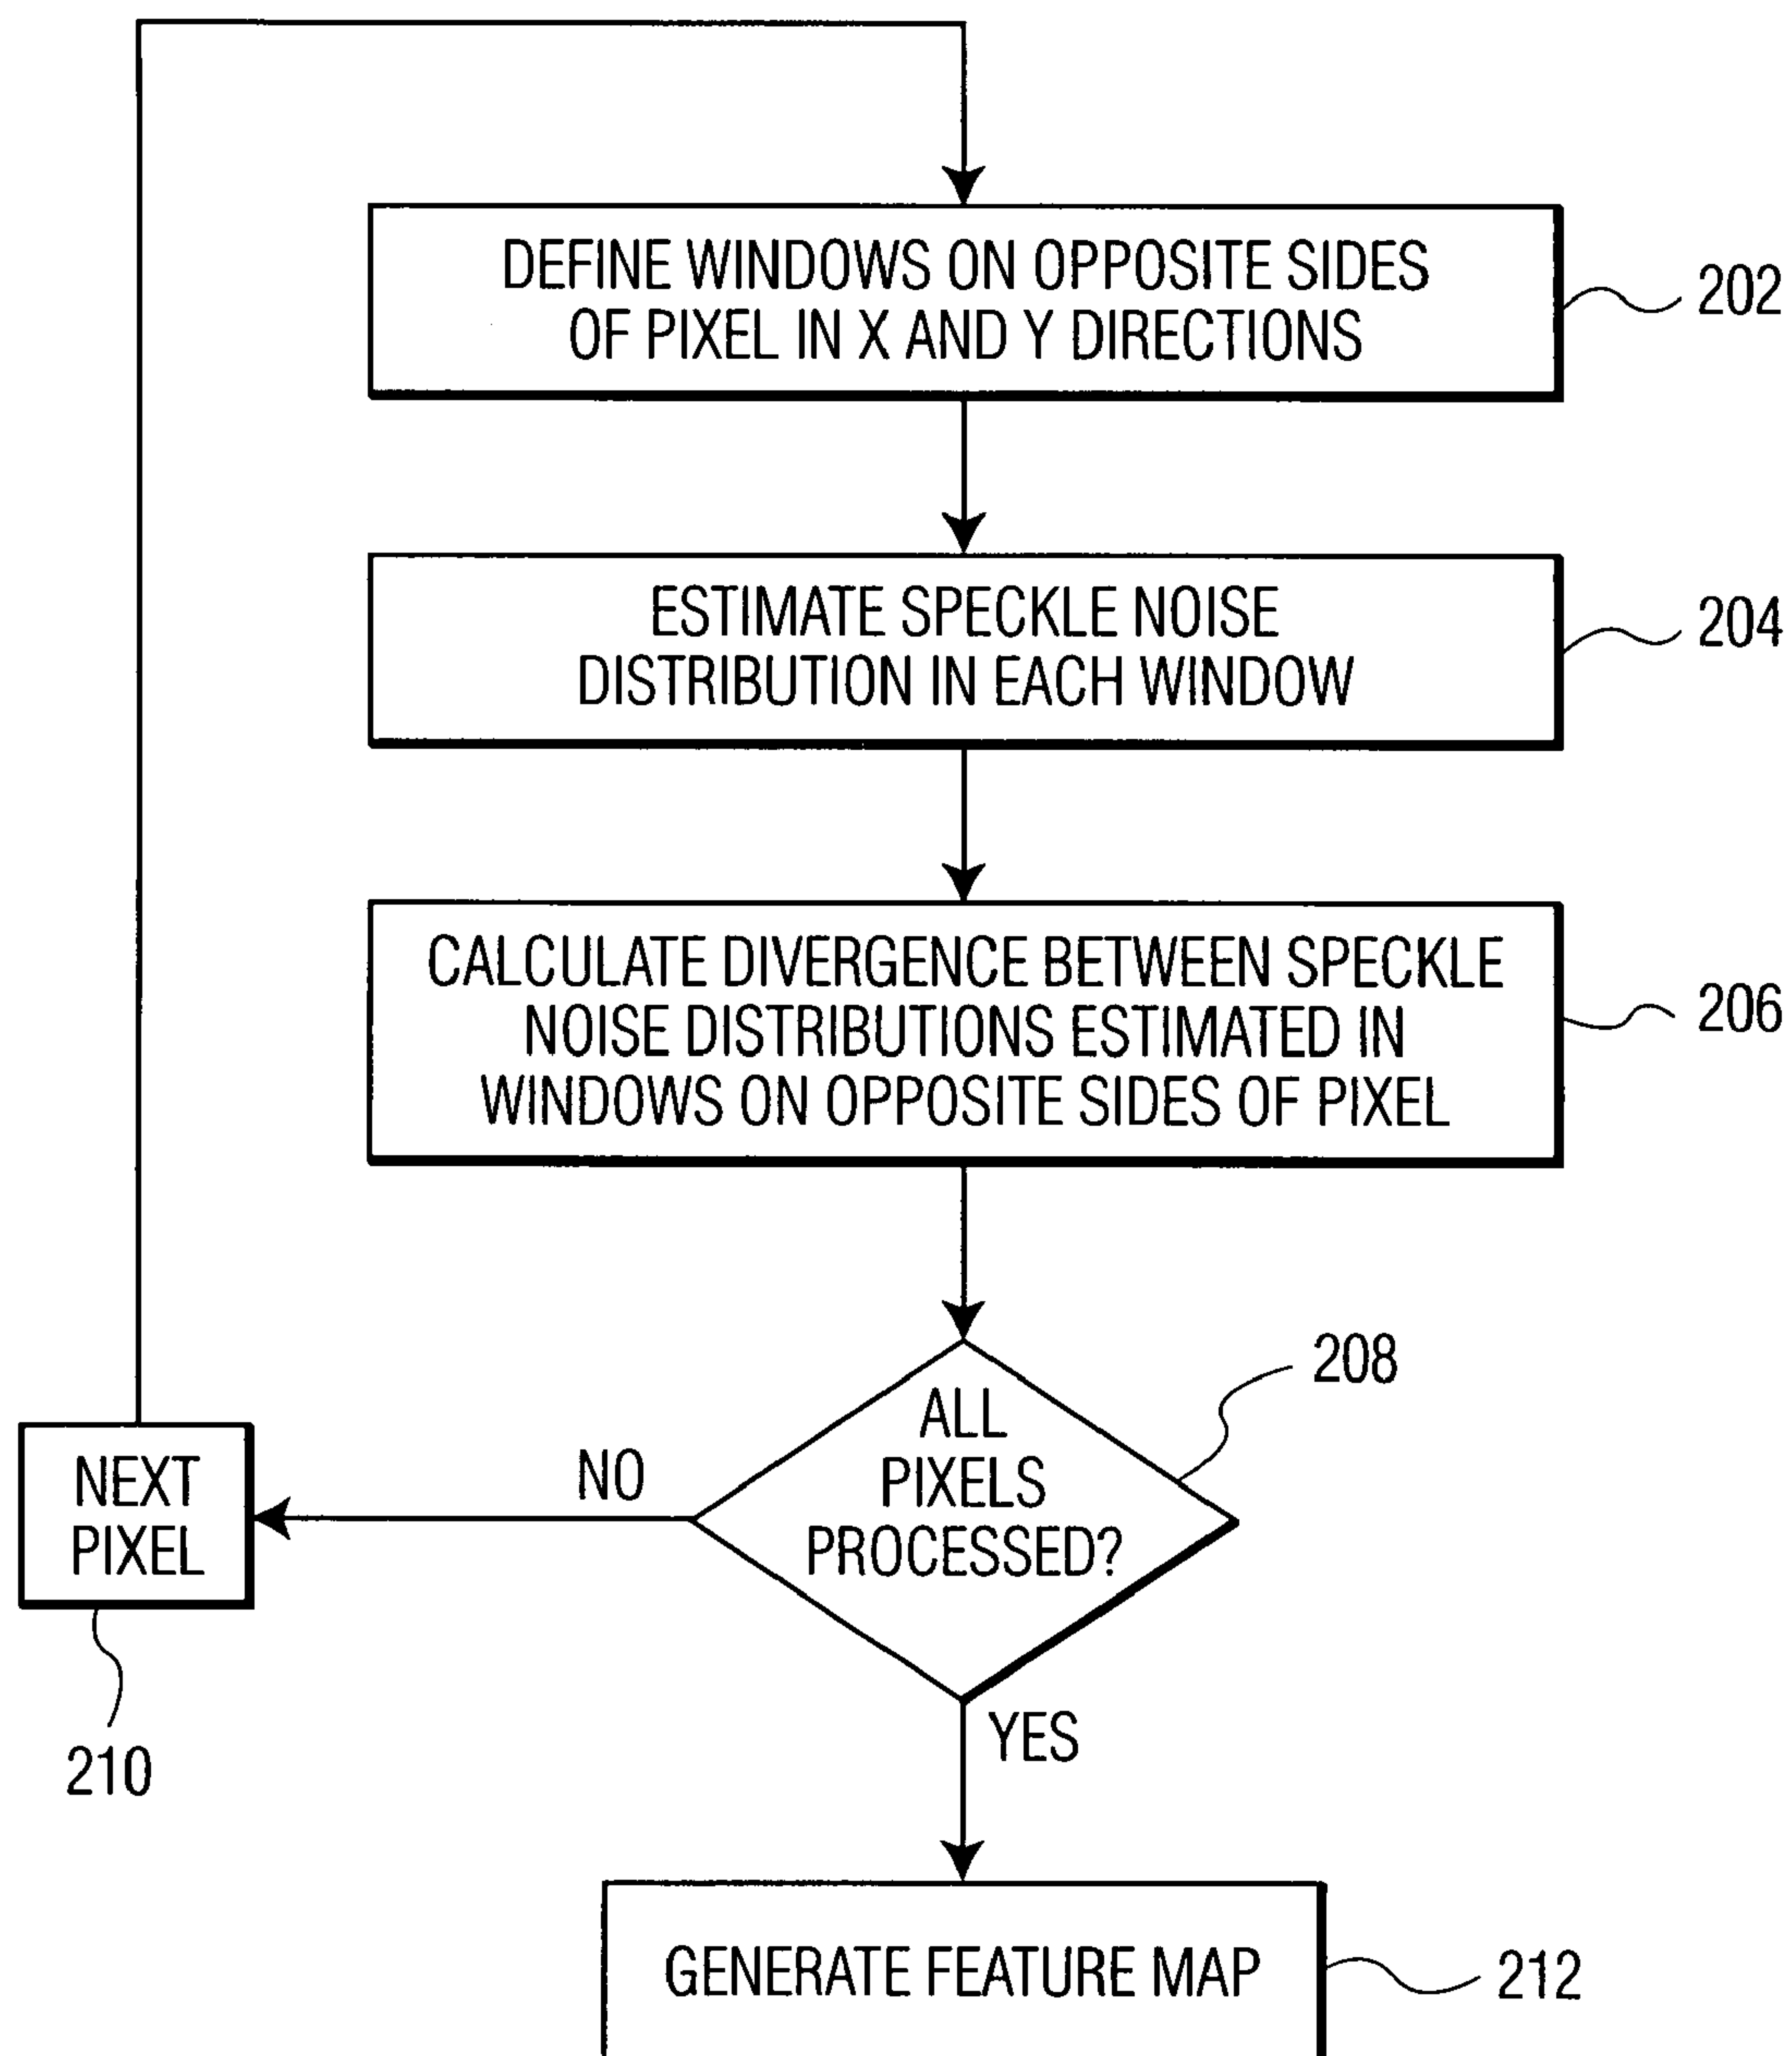 DEFINE WINDOWS ON OPPOSITE SIDES
OF PIXEL IN X AND Y DIRECTIONS
202
ESTIMATE SPECKLE NOISE
DISTRIBUTION IN EACH WINDOW
204
CALCULATE DIVERGENCE BETWEEN SPECKLE
NOISE DISTRIBUTIONS ESTIMATED IN
WINDOWS ON OPPOSITE SIDES OF PIXEL
206
208
ALL
PIXELS
PROCESSED?
NO
NEXT
PIXEL
210
YES
GENERATE FEATURE MAP
212